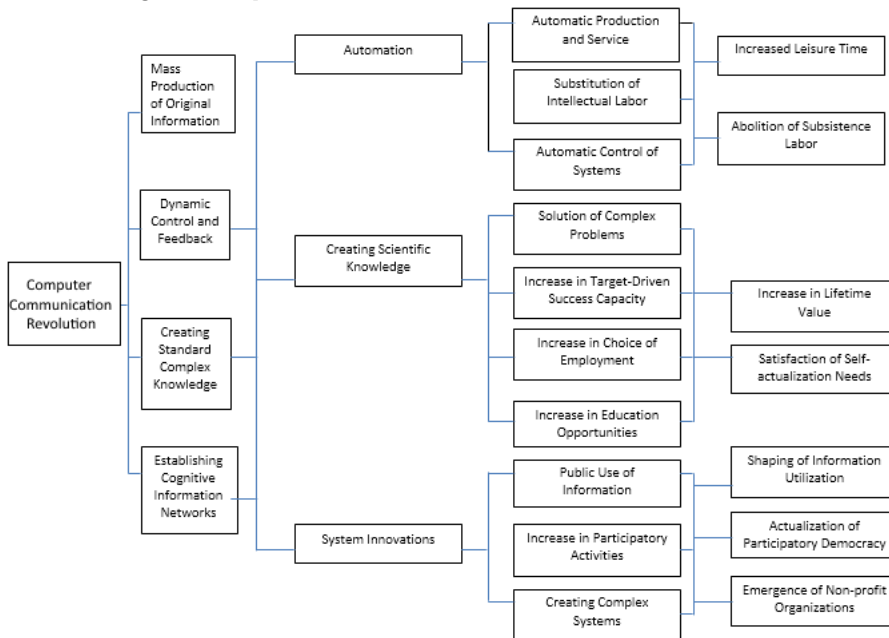 Computer
Communication
Revolution
Mass
Production
of Original
Information
Dynamic
Control and
Feedback
Creating
Standard
Complex
Knowledge
Establishing
Cognitive
Information
Networks
Automation
Creating Scientific
Knowledge
System Innovations
Automatic Production
and Service
Substitution of
Intellectual Labor
Automatic Control of
Systems
Solution of Complex
Problems
Increase in Target-Driven
Success Capacity
Increase in Choice of
Employment
Increase in Education
Opportunities
Public Use of
Information
Increase in Participatory
Activities
Creating Complex
Systems
Increased Leisure Time
Abolition of Subsistence
Labor
Increase in Lifetime
Value
Satisfaction of Self-
actualization Needs
Shaping of Information
Utilization
Actualization of
Participatory Democracy
Emergence of Non-profit
Organizations